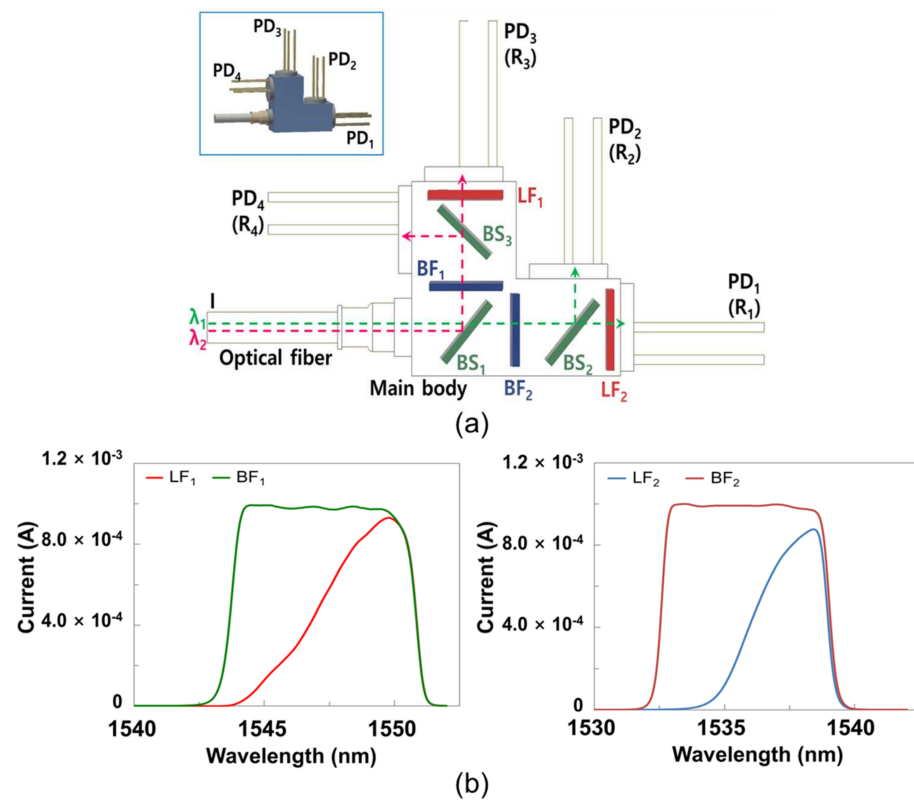 PD₃
PD₂
PD₄
PD₁
PD₃
(R₃)
PD₂
(R₂)
PD₄
(R₄)
LF₁
BS₃
BF₁
PD₁
(R₁)
I
λ₁
λ₂
Optical fiber
BS₁
BS₂
Main body
BF₂
LF₂
(a)
1.2 × 10⁻³
LF₁ BF₁
8.0 × 10⁻⁴
4.0 × 10⁻⁴
0
Current (A)
1540 1545 1550
Wavelength (nm)
1.2 × 10⁻³
LF₂ BF₂
8.0 × 10⁻⁴
4.0 × 10⁻⁴
0
Current (A)
1530 1535 1540
Wavelength (nm)
(b)